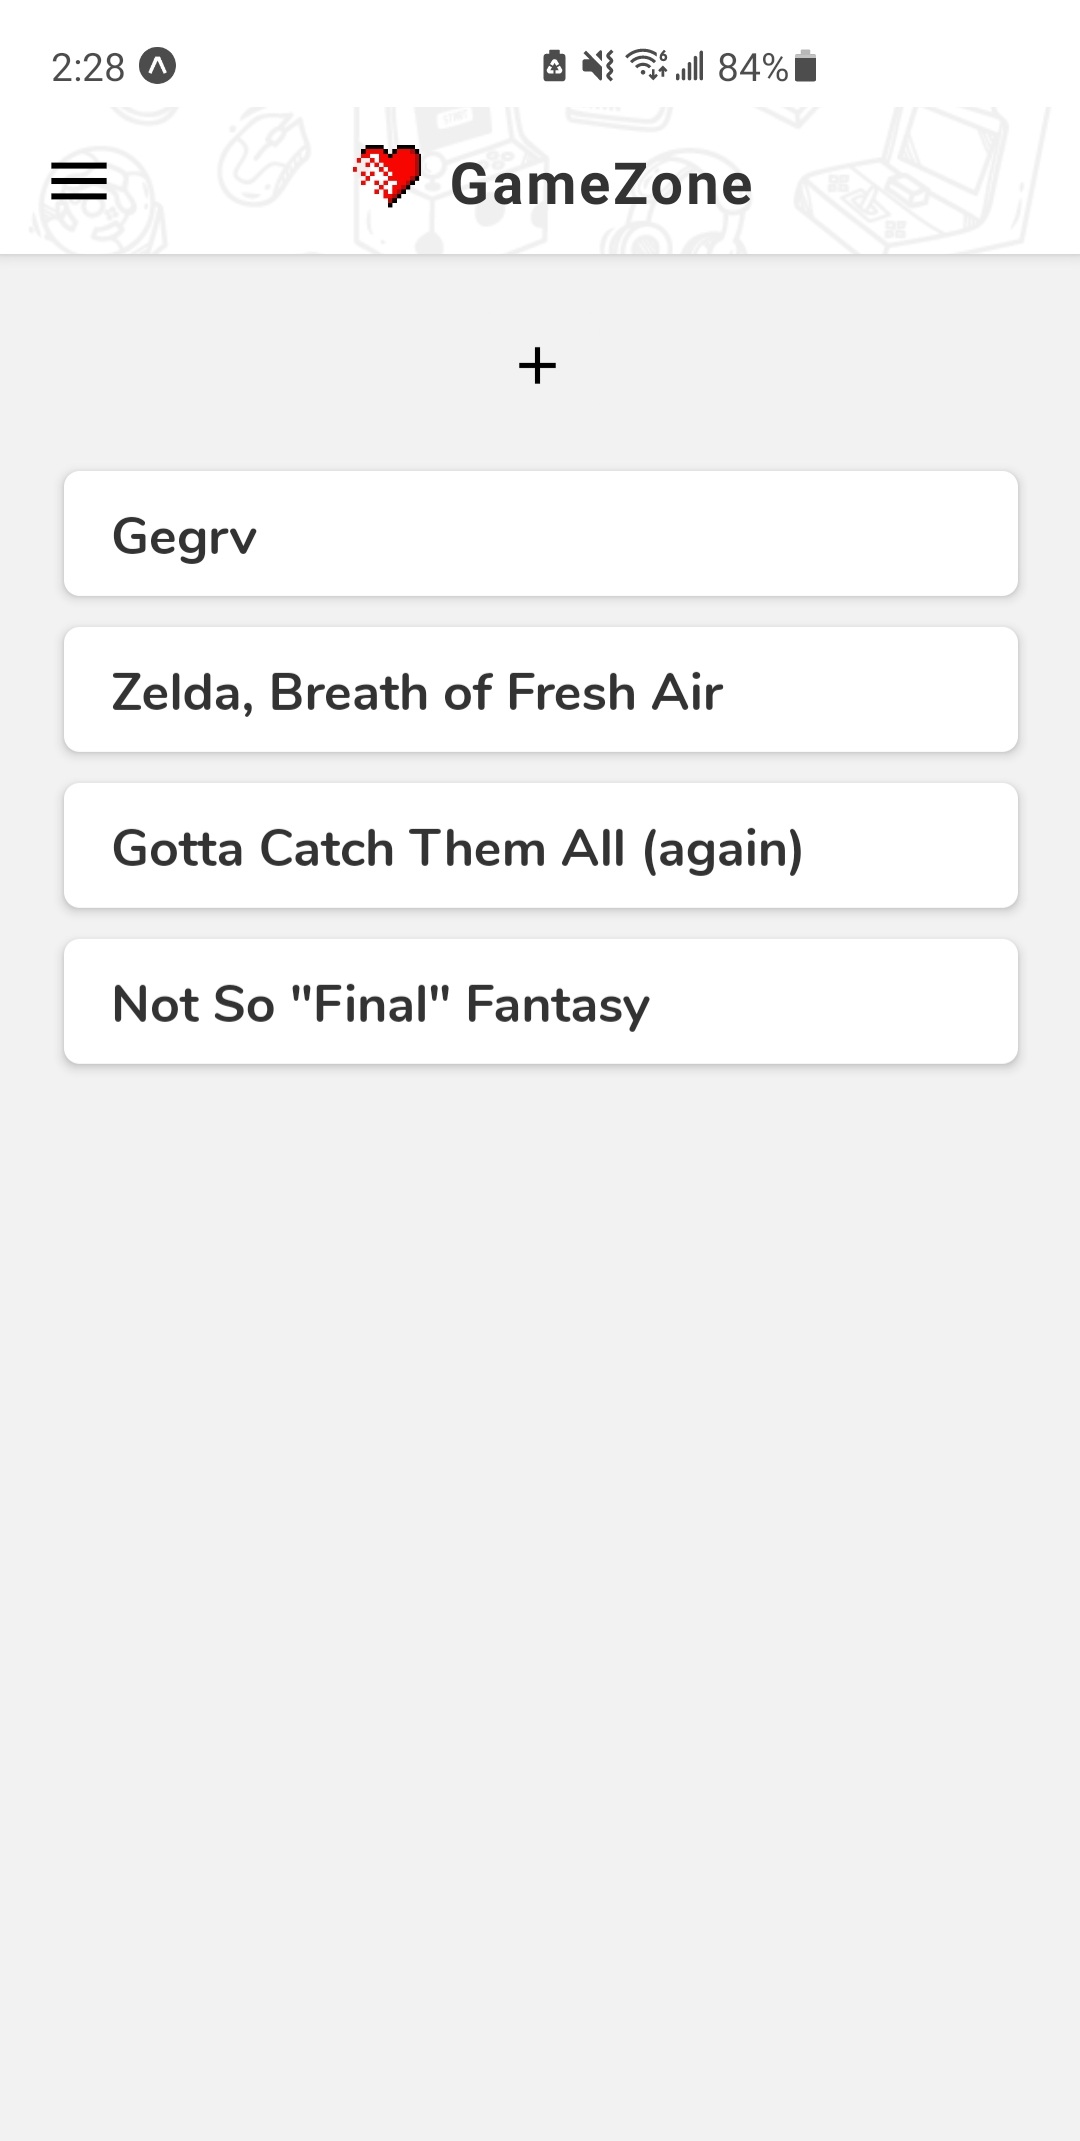 2:28 84%
GameZone
+
Gegrv
Zelda, Breath of Fresh Air
Gotta Catch Them All (again)
Not So "Final" Fantasy